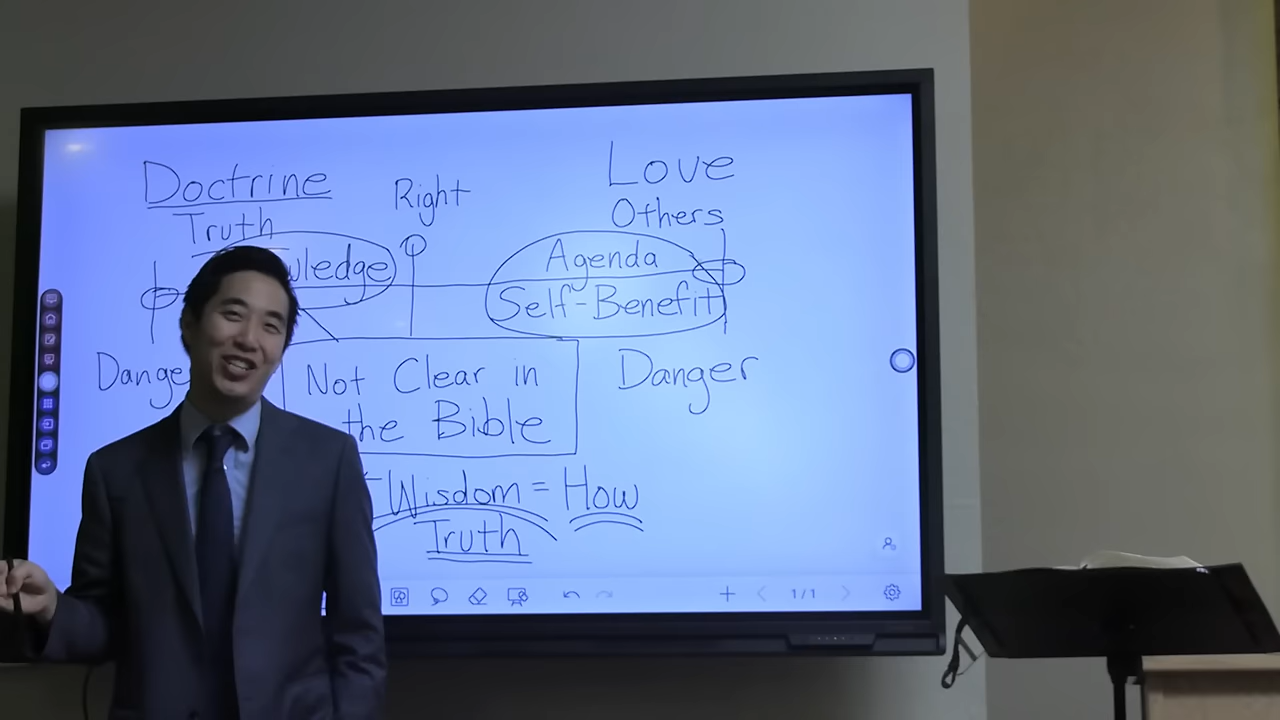 Doctrine
Truth
Right
Love
Others
Agenda
Self-Benefit
Not Clear in
the Bible
Danger
Wisdom = How
Truth
1/1